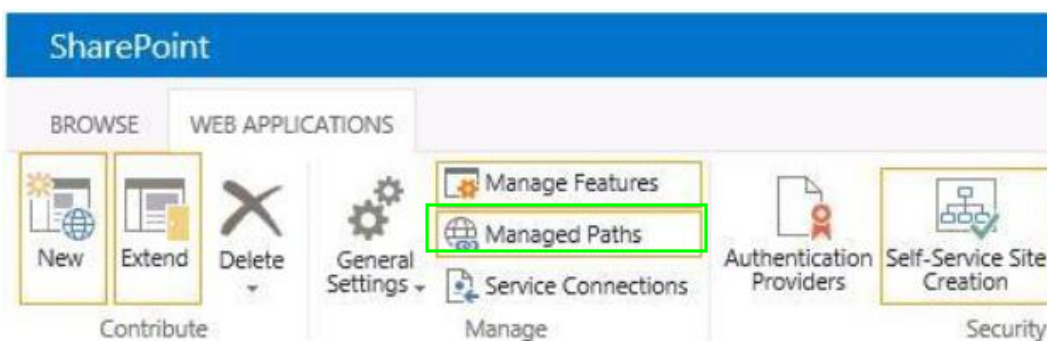 SharePoint
BROWSE WEB APPLICATIONS
New
Extend
Delete
General
Settings
Manage Features
Managed Paths
Service Connections
Authentication
Providers
Self-Service Site
Creation
Contribute
Manage
Security